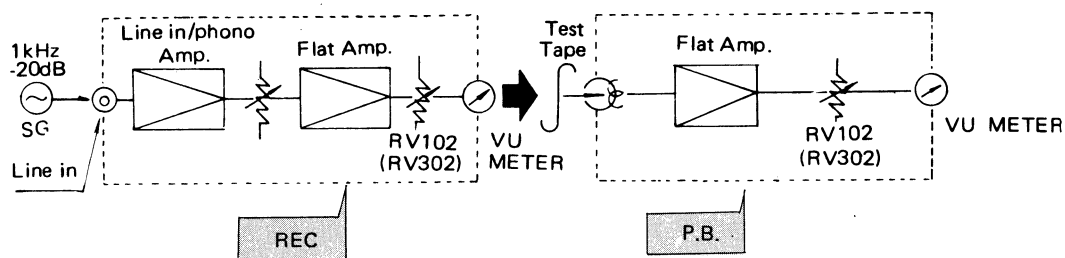 1kHz
-20dB
SG
Line in
Line in/phono
Amp.
Flat Amp.
RV102
(RV302)
VU
METER
REC
Test
Tape
Flat Amp.
RV102
(RV302)
VU METER
P.B.